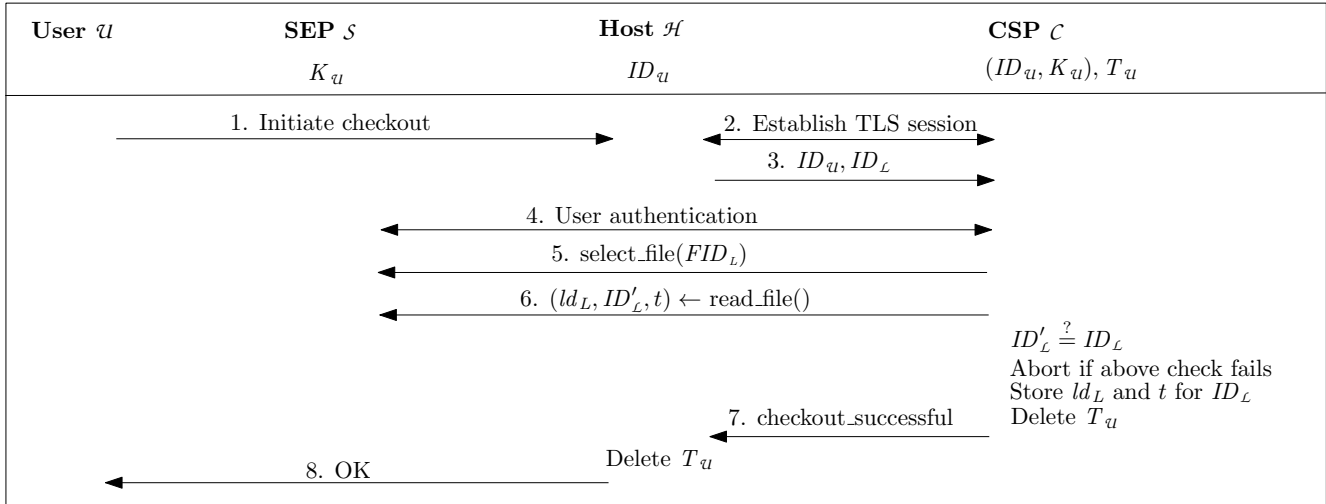 User 𝒰 SEP 𝒮 Host ℋ CSP 𝒞
K_𝒰 ID_𝒰 (ID_𝒰, K_𝒰), T_𝒰
1. Initiate checkout
2. Establish TLS session
3. ID_𝒰, ID_ℒ
4. User authentication
5. select_file(FID_L)
6. (ld_L, ID′_ℒ, t) ← read_file()
ID′_ℒ ≟ ID_ℒ
Abort if above check fails
Store ld_L and t for ID_ℒ
Delete T_𝒰
7. checkout_successful
Delete T_𝒰
8. OK